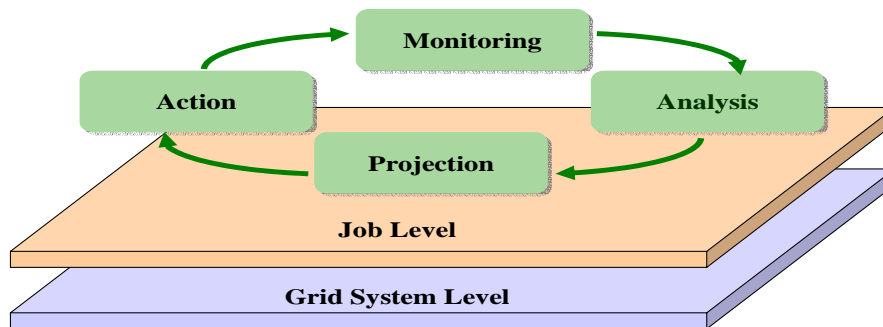 Monitoring
Action
Analysis
Projection
Job Level
Grid System Level